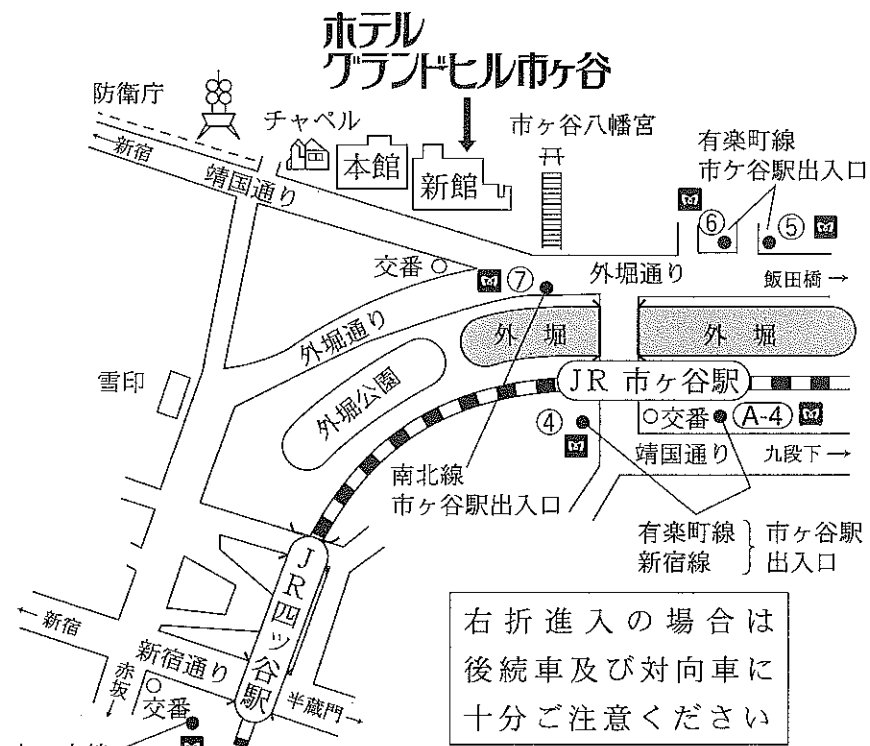 ホテル
グランドヒル市ヶ谷
防衛庁
チャペル
市ヶ谷八幡宮
有楽町線
市ケ谷駅出入口
←新宿
靖国通り
本館
新館
⑥
⑤
交番
⑦
外堀通り
飯田橋→
外堀通り
外堀
外堀
雪印
外堀公園
JR 市ヶ谷駅
④
交番
A-4
靖国通り
九段下→
南北線
市ヶ谷駅出入口
有楽町線
新宿線
市ヶ谷駅
出入口
JR四ッ谷駅
←新宿
新宿通り
赤坂
交番
半蔵門→
右折進入の場合は
後続車及び対向車に
十分ご注意ください